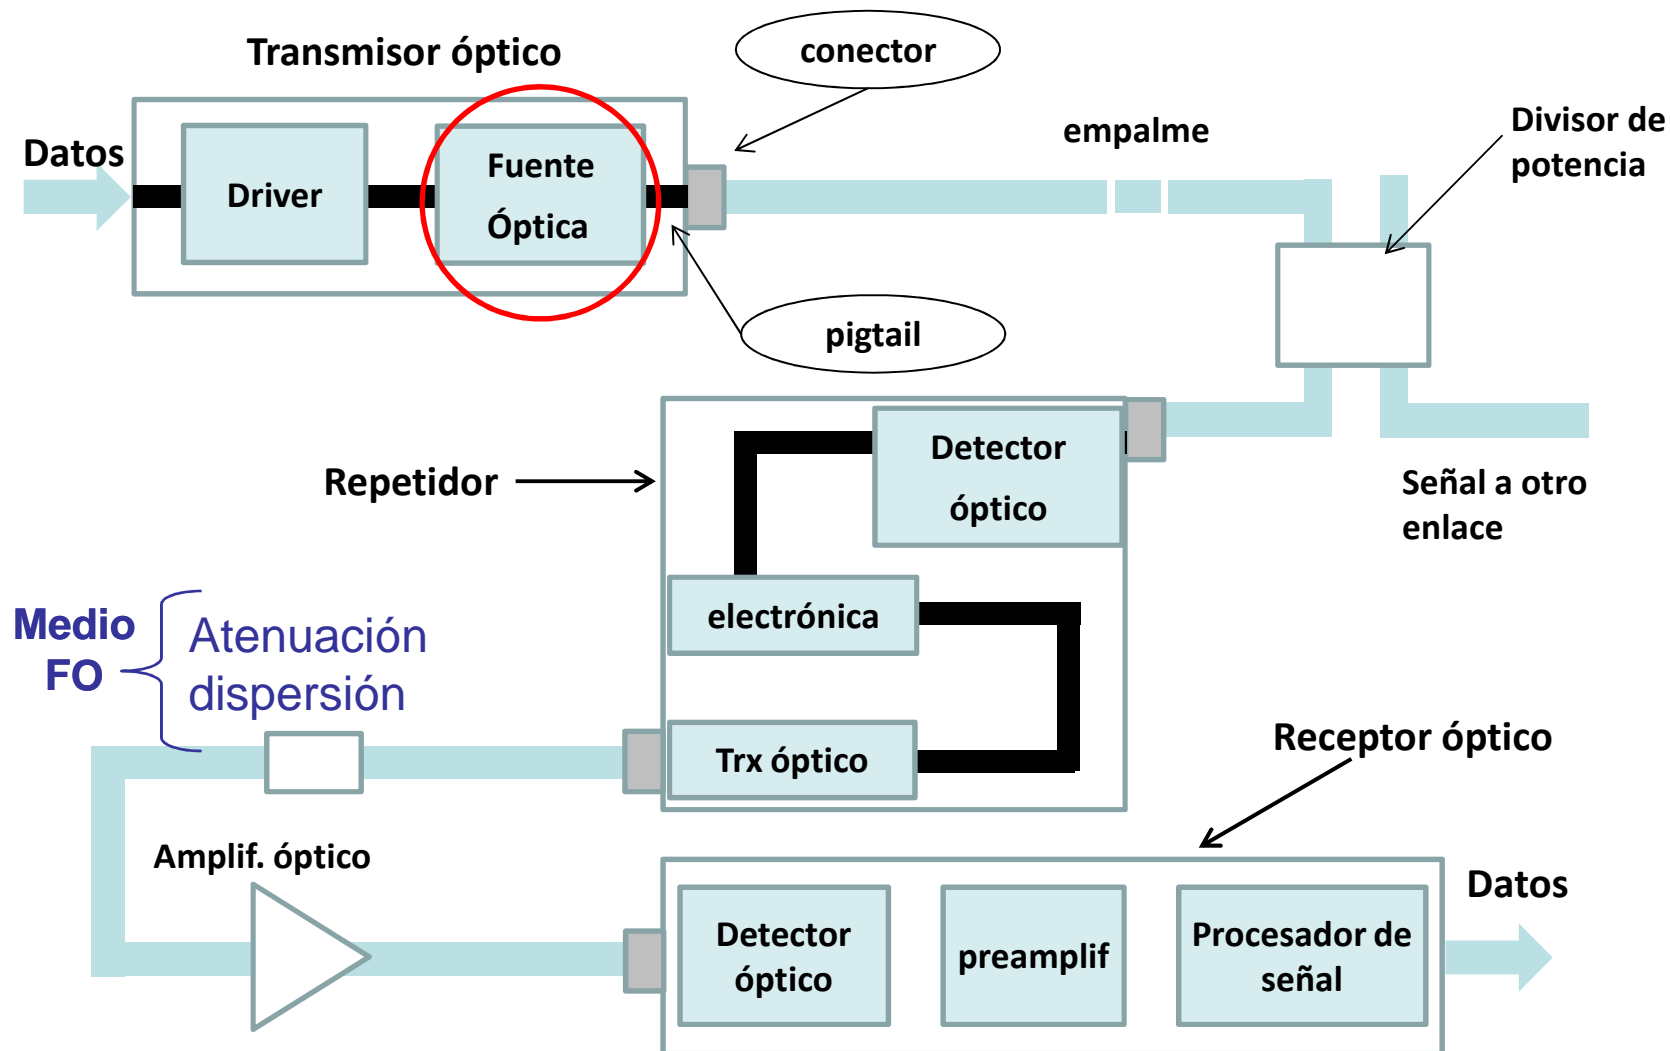 Transmisor óptico
conector
Datos
Driver
Fuente
Óptica
empalme
Divisor de
potencia
pigtail
Repetidor
Detector
óptico
Señal a otro
enlace
electrónica
Medio
FO
Atenuación
dispersión
Trx óptico
Receptor óptico
Amplif. óptico
Detector
óptico
preamplif
Procesador de
señal
Datos